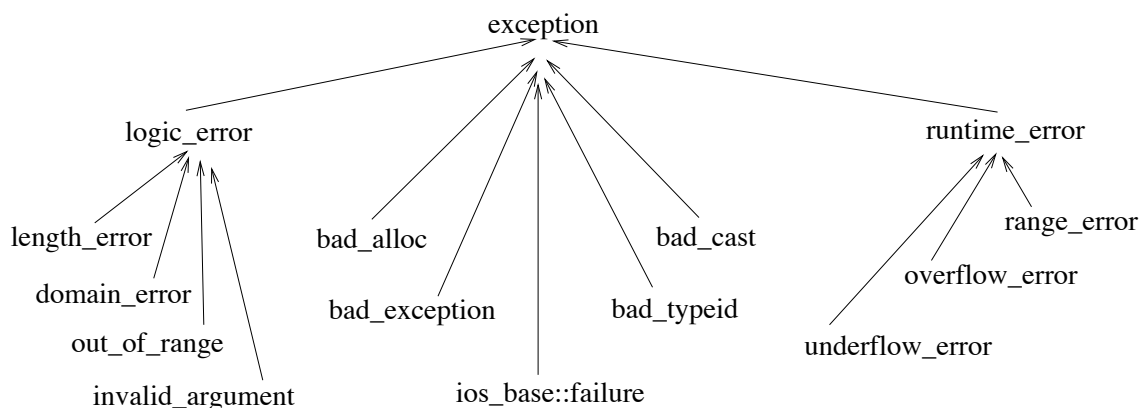 exception
logic_error
runtime_error
length_error
bad_alloc
bad_cast
range_error
domain_error
bad_exception
bad_typeid
overflow_error
out_of_range
underflow_error
invalid_argument
ios_base::failure